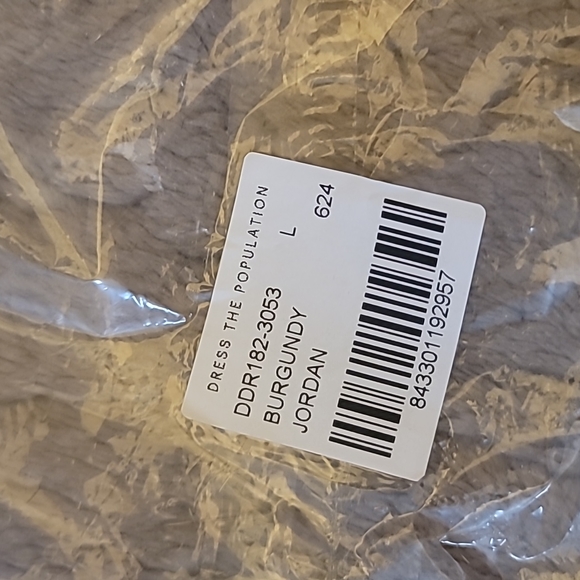 DRESS THE POPULATION
DDR182-3053
BURGUNDY L
JORDAN 624
843301192957